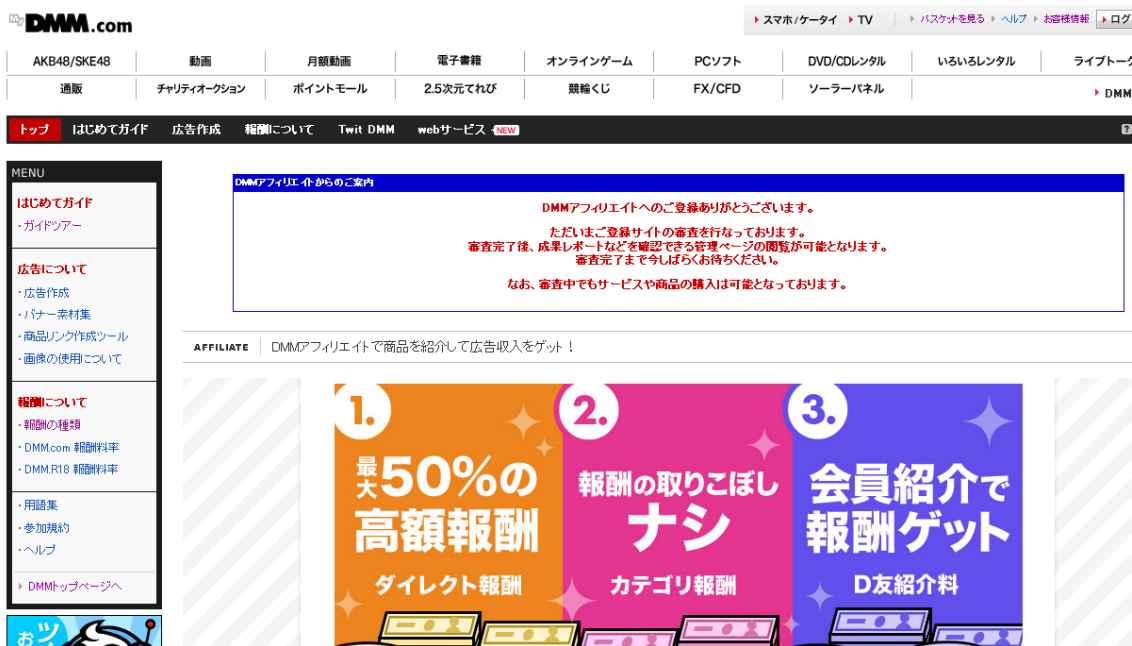 My DMM.com
スマホ/ケータイ TV バスケットを見る ヘルプ お客様情報 ログ
AKB48/SKE48 動画 月額動画 電子書籍 オンラインゲーム PCソフト DVD/CDレンタル いろいろレンタル ライブトーク
通販 チャリティオークション ポイントモール 2.5次元てれび 競輪くじ FX/CFD ソーラーパネル
DMM
トップ はじめてガイド 広告作成 報酬について Twit DMM webサービス NEW
MENU
はじめてガイド
・ガイドツアー
広告について
・広告作成
・バナー素材集
・商品リンク作成ツール
・画像の使用について
報酬について
・報酬の種類
・DMM.com 報酬料率
・DMM.R18 報酬料率
・用語集
・参加規約
・ヘルプ
DMMトップページへ
おツ
DMMアフィリエイトからのご案内
DMMアフィリエイトへのご登録ありがとうございます。
ただいまご登録サイトの審査を行なっております。
審査完了後、成果レポートなどを確認できる管理ページの閲覧が可能となります。
審査完了まで今しばらくお待ちください。
なお、審査中でもサービスや商品の購入は可能となっております。
AFFILIATE DMMアフィリエイトで商品を紹介して広告収入をゲット！
1.
最大50%の
高額報酬
ダイレクト報酬
2.
報酬の取りこぼし
ナシ
カテゴリ報酬
3.
会員紹介で
報酬ゲット
D友紹介料